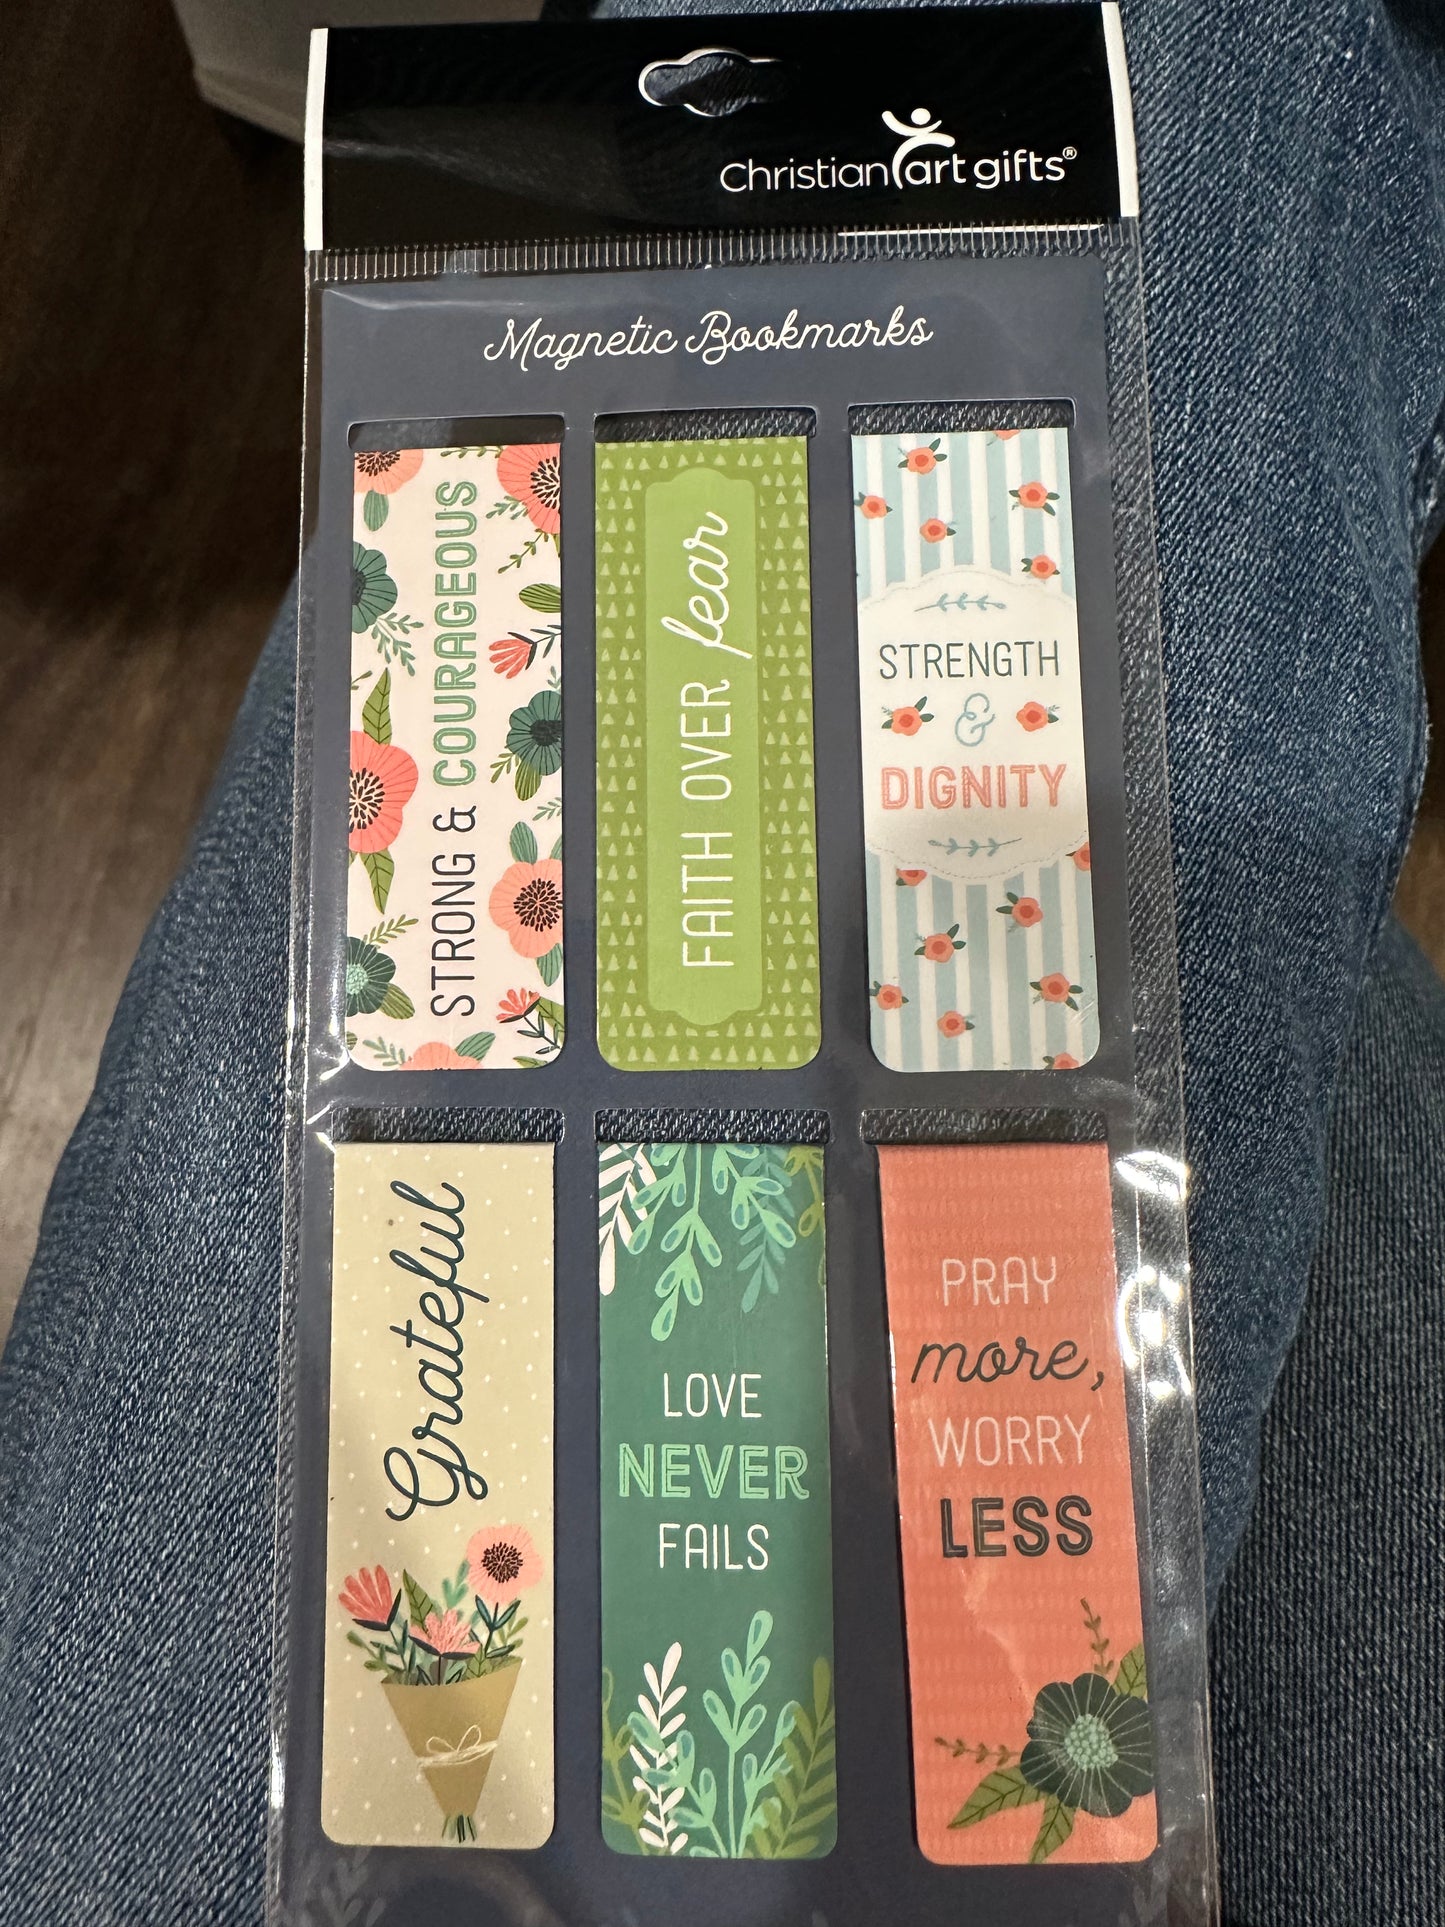 Christian art gifts®
Magnetic Bookmarks
STRONG & COURAGEOUS
FAITH OVER fear
STRENGTH
&
DIGNITY
Grateful
LOVE
NEVER
FAILS
PRAY
more,
WORRY
LESS